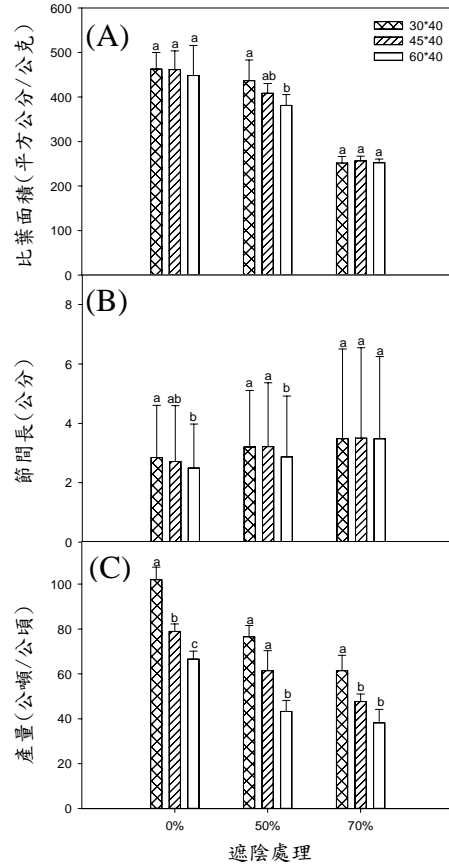 600
500
400
300
200
100
0
比葉面積(平方公分/公克)
(A)
a a a
a ab b
a a a
30*40
45*40
60*40
8
6
4
2
0
節間長(公分)
(B)
a ab b
a a b
a a a
100
80
60
40
20
0
產量(公噸/公頃)
(C)
a b c
a a b
a b b
0% 50% 70%
遮陰處理